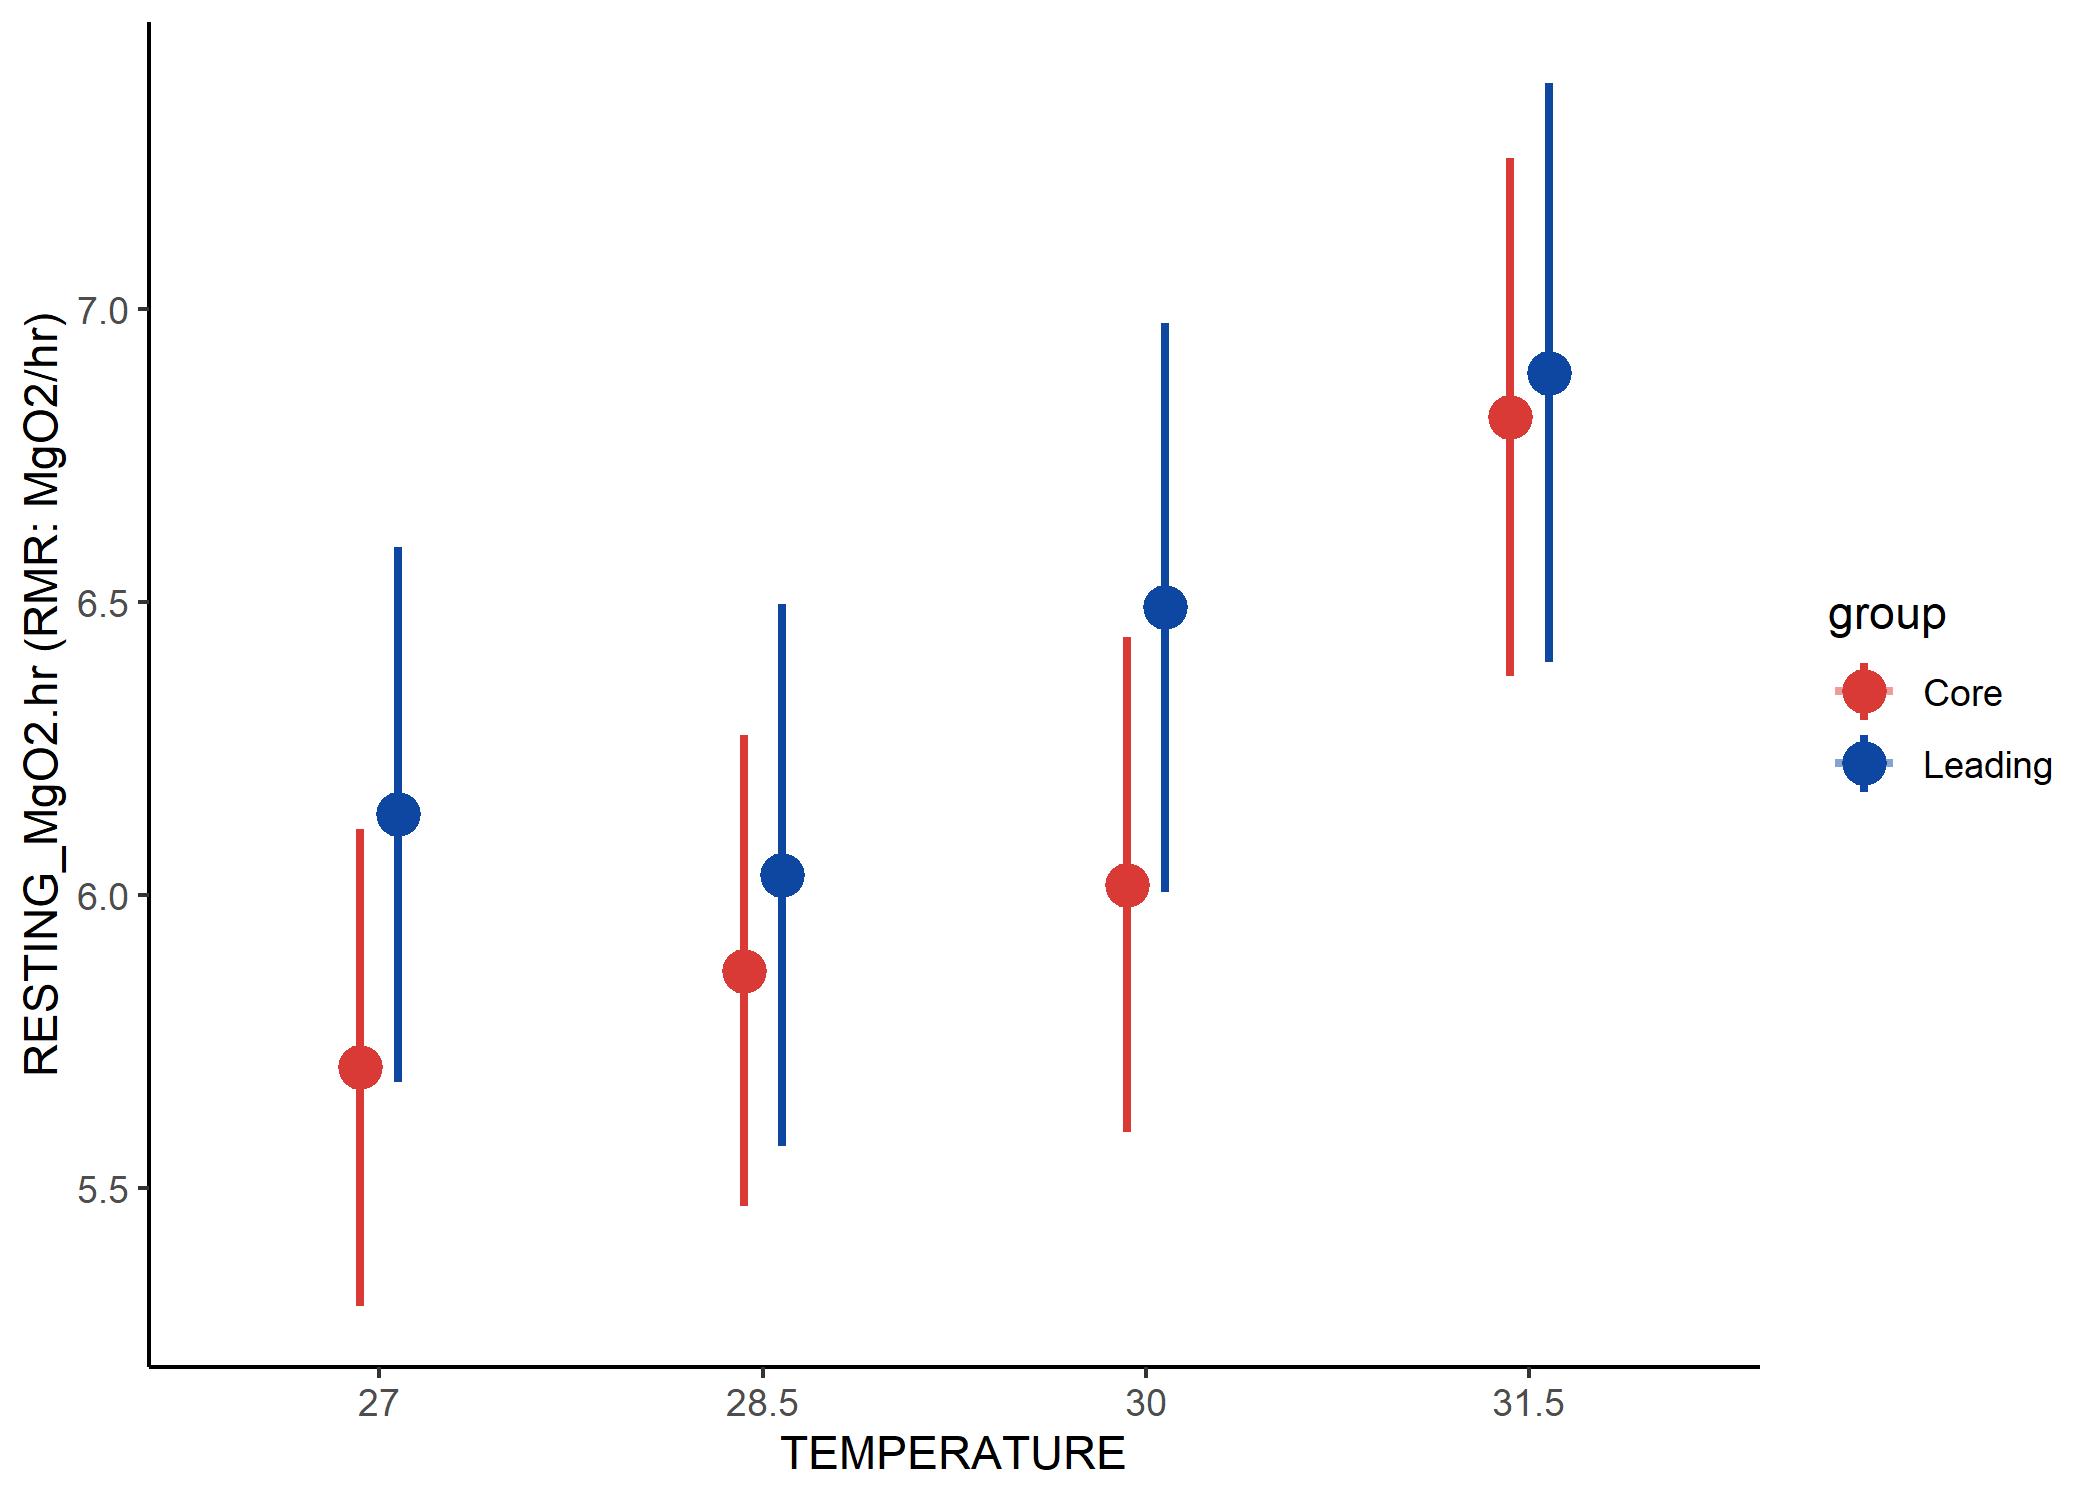 RESTING_MgO2.hr (RMR: MgO2/hr)
7.0
6.5
6.0
5.5
27
28.5
30
31.5
TEMPERATURE
group
Core
Leading